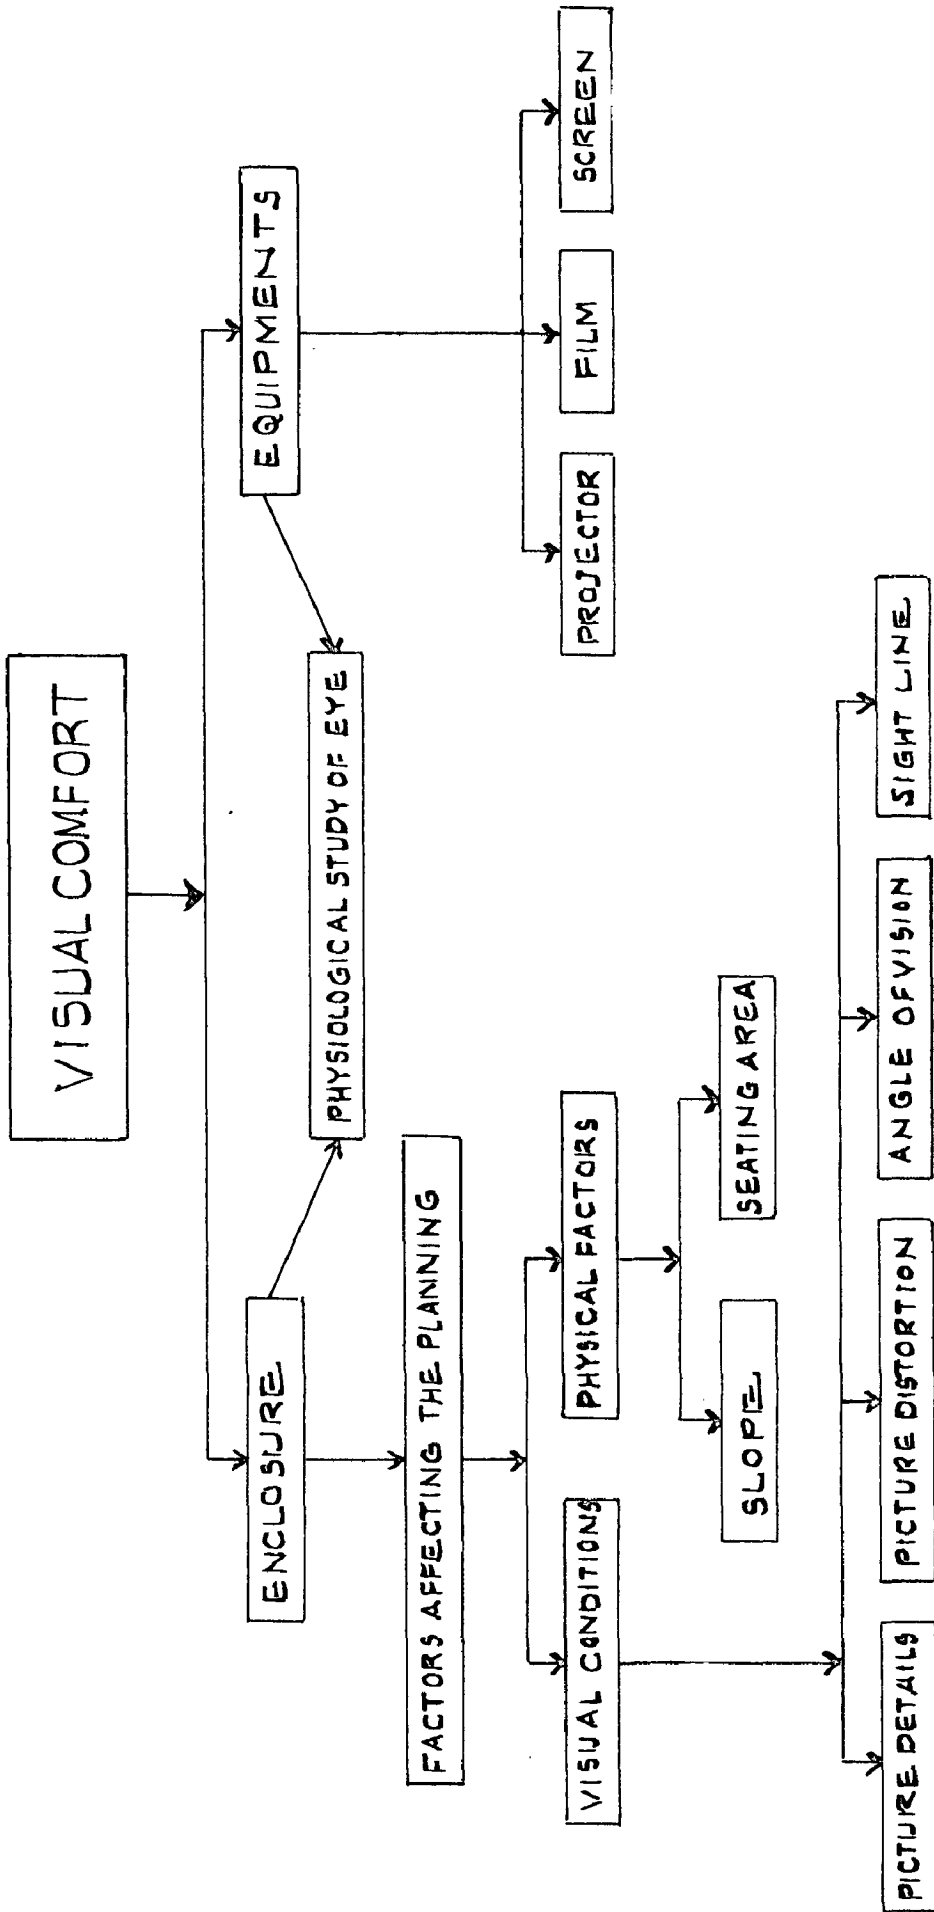 VISUAL COMFORT
ENCLOSURE
EQUIPMENTS
PHYSIOLOGICAL STUDY OF EYE
FACTORS AFFECTING THE PLANNING
VISUAL CONDITIONS
PHYSICAL FACTORS
PROJECTOR
FILM
SCREEN
SLOPE
SEATING AREA
PICTURE DETAILS
PICTURE DISTORTION
ANGLE OF VISION
SIGHT LINE